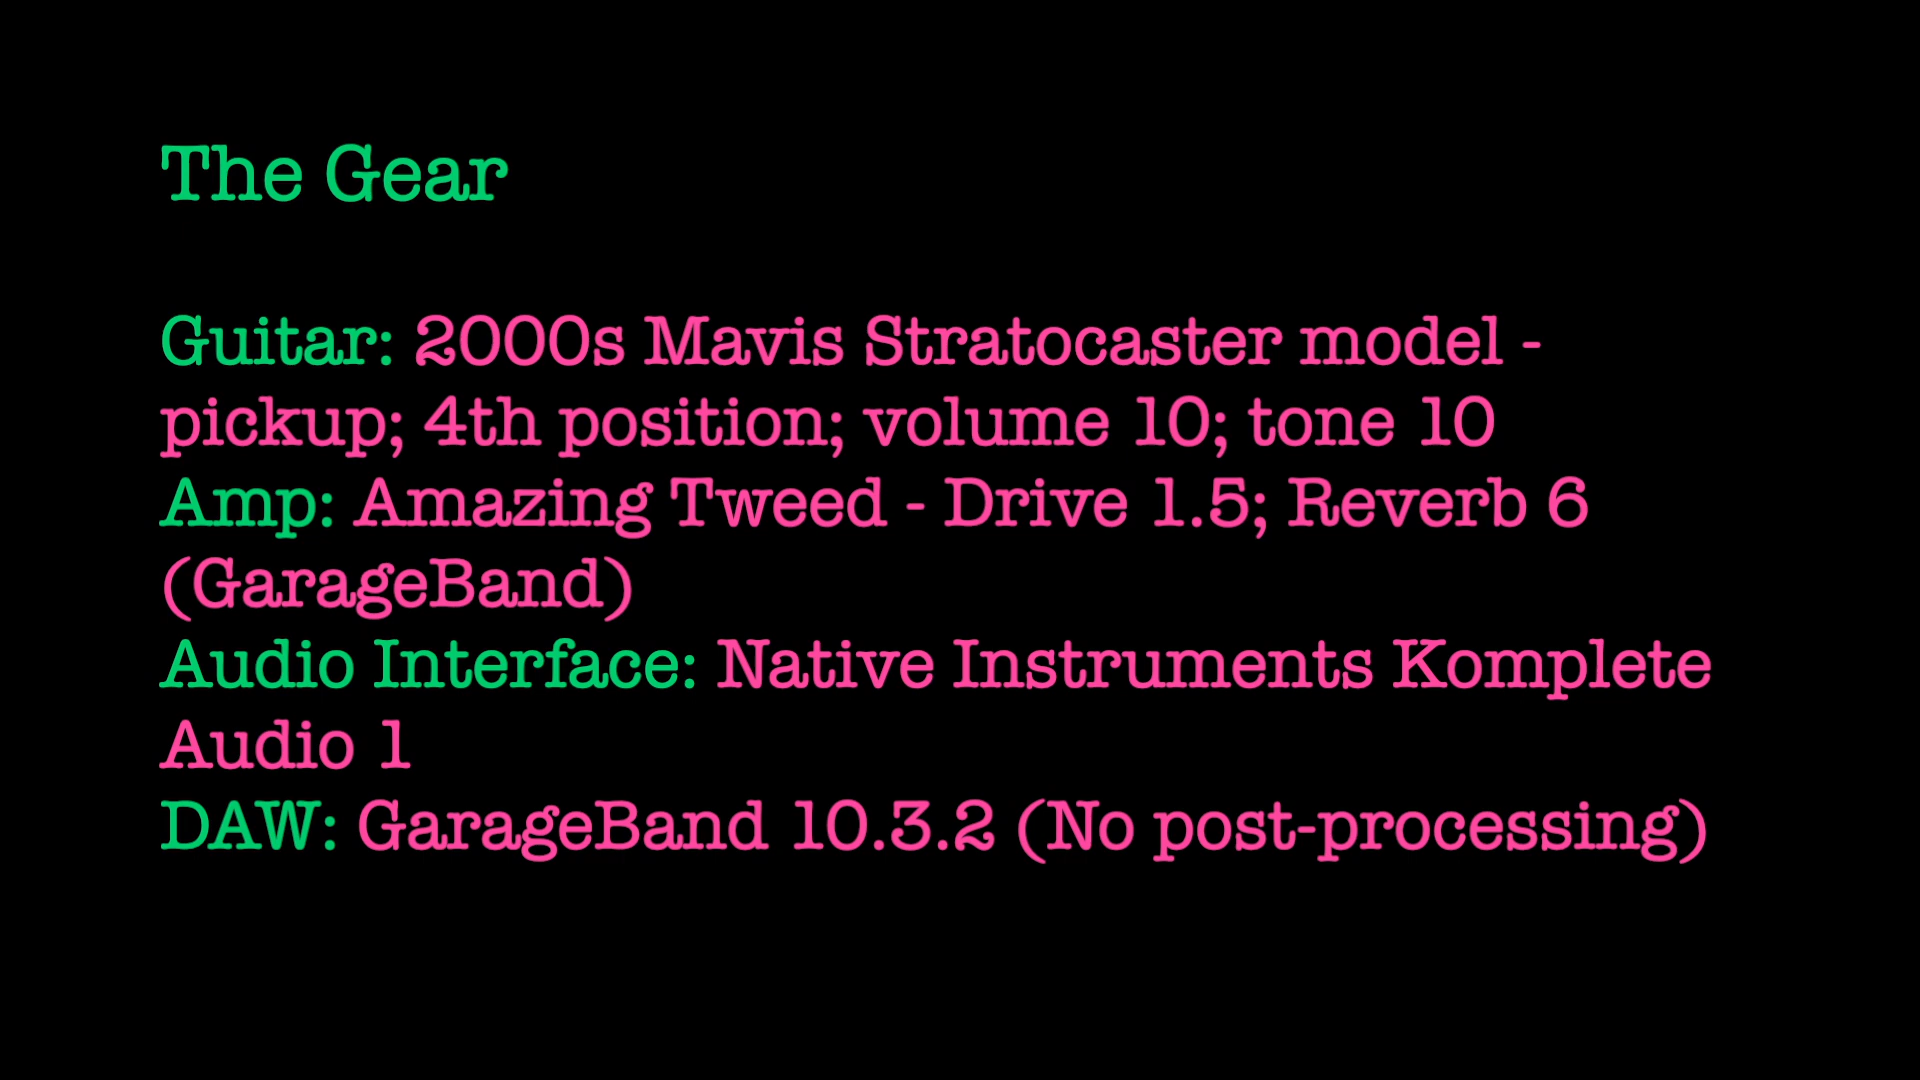 The Gear
Guitar: 2000s Mavis Stratocaster model -
pickup; 4th position; volume 10; tone 10
Amp: Amazing Tweed - Drive 1.5; Reverb 6
(GarageBand)
Audio Interface: Native Instruments Komplete
Audio 1
DAW: GarageBand 10.3.2 (No post-processing)